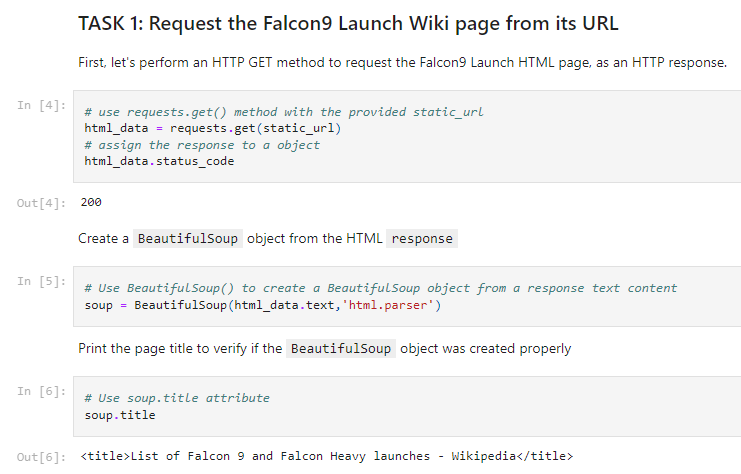 TASK 1: Request the Falcon9 Launch Wiki page from its URL
First, let's perform an HTTP GET method to request the Falcon9 Launch HTML page, as an HTTP response.
In [4]:
# use requests.get() method with the provided static_url
html_data = requests.get(static_url)
# assign the response to a object
html_data.status_code
Out[4]: 200
Create a BeautifulSoup object from the HTML response
In [5]:
# Use BeautifulSoup() to create a BeautifulSoup object from a response text content
soup = BeautifulSoup(html_data.text,'html.parser')
Print the page title to verify if the BeautifulSoup object was created properly
In [6]:
# Use soup.title attribute
soup.title
Out[6]: <title>List of Falcon 9 and Falcon Heavy launches - Wikipedia</title>